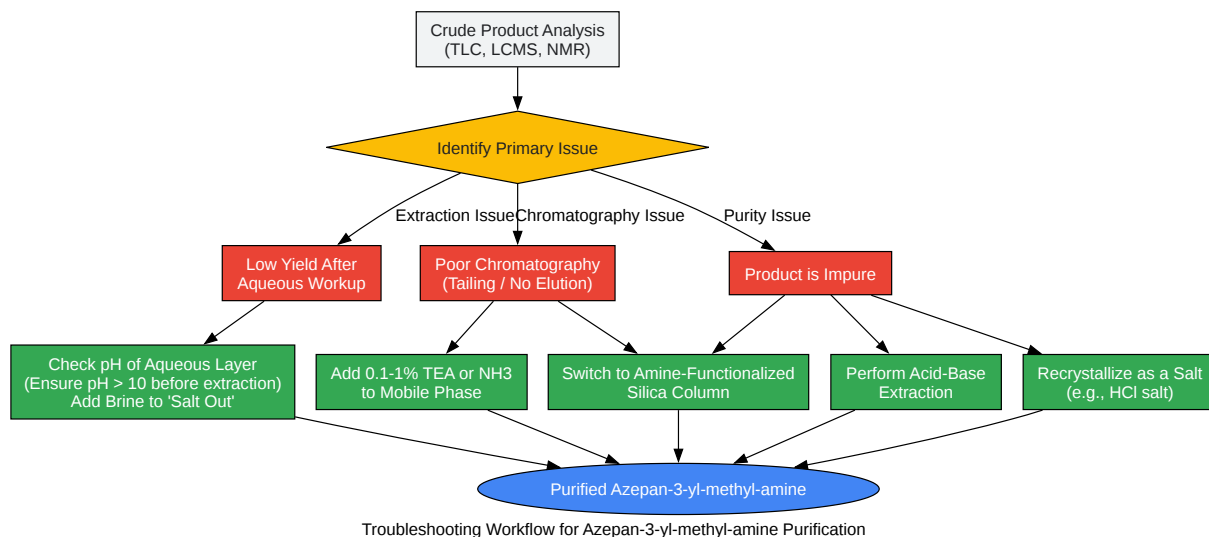 Crude Product Analysis
(TLC, LCMS, NMR)
Identify Primary Issue
Extraction Issue
Chromatography Issue
Purity Issue
Low Yield After
Aqueous Workup
Poor Chromatography
(Tailing / No Elution)
Product is Impure
Check pH of Aqueous Layer
(Ensure pH > 10 before extraction)
Add Brine to 'Salt Out'
Add 0.1-1% TEA or NH3
to Mobile Phase
Switch to Amine-Functionalized
Silica Column
Perform Acid-Base
Extraction
Recrystallize as a Salt
(e.g., HCl salt)
Purified Azepan-3-yl-methyl-amine
Troubleshooting Workflow for Azepan-3-yl-methyl-amine Purification